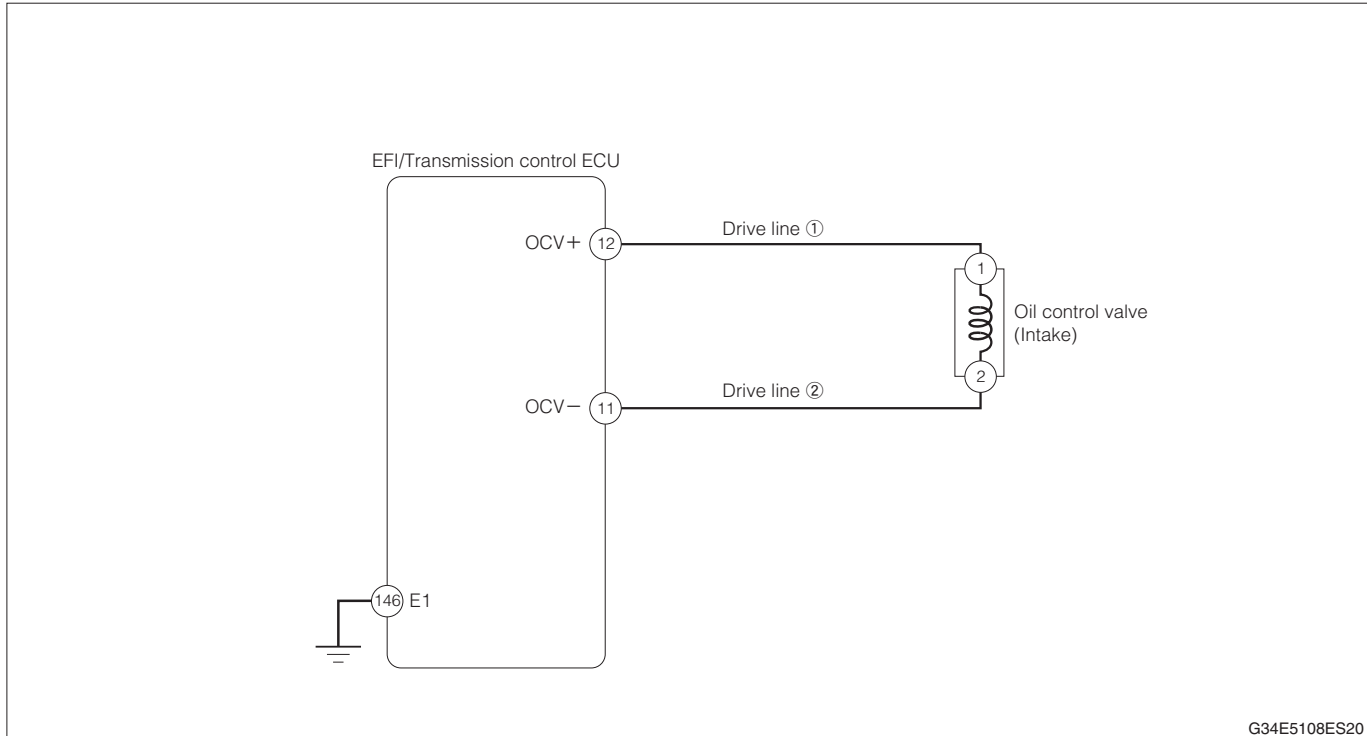 EFI/Transmission control ECU
OCV+ 12 Drive line ①
1
Oil control valve
(Intake)
2
OCV− 11 Drive line ②
146 E1
G34E5108ES20